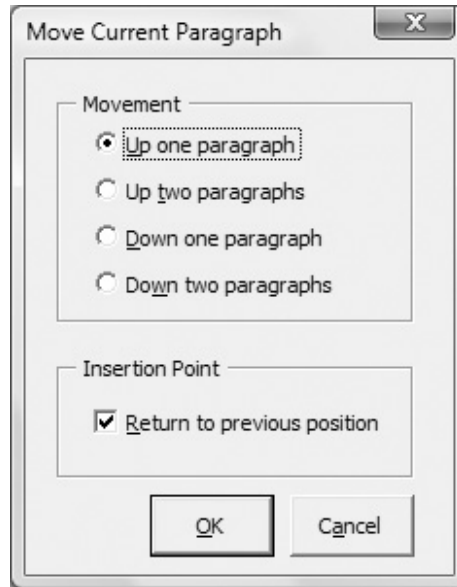 Move Current Paragraph
Movement
Up one paragraph
Up two paragraphs
Down one paragraph
Down two paragraphs
Insertion Point
Return to previous position
OK
Cancel